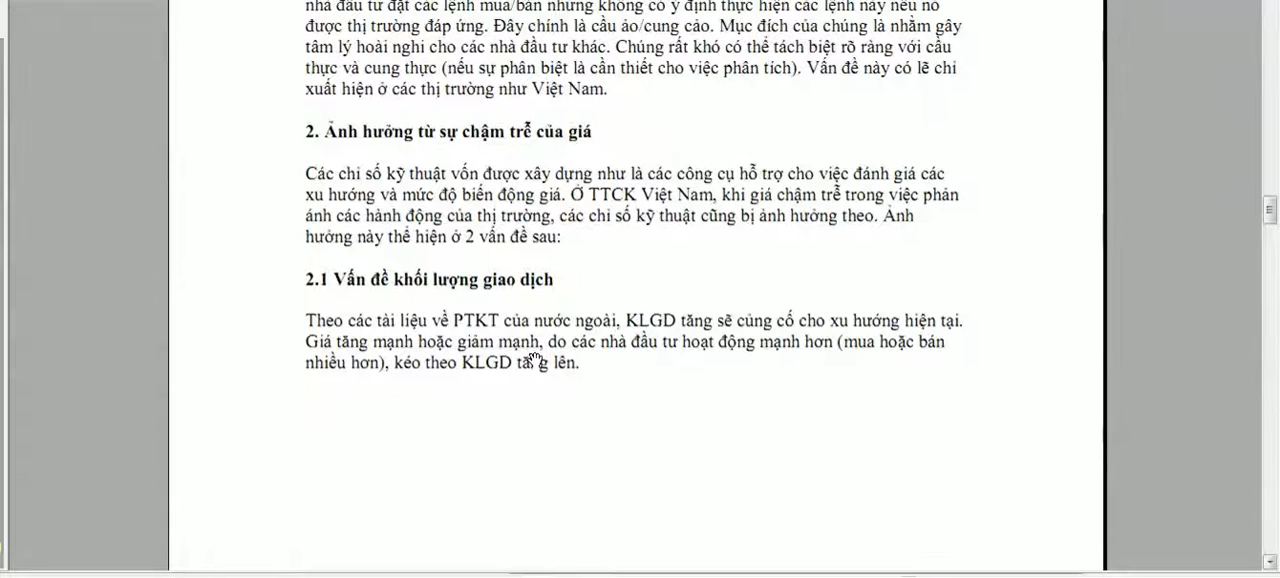 nhà đầu tư đặt các lệnh mua/bán nhưng không có ý định thực hiện các lệnh này nếu nó
được thị trường đáp ứng. Đây chính là cầu ảo/cung cảo. Mục đích của chúng là nhằm gây
tâm lý hoài nghi cho các nhà đầu tư khác. Chúng rất khó có thể tách biệt rõ ràng với cầu
thực và cung thực (nếu sự phân biệt là cần thiết cho việc phân tích). Vấn đề này có lẽ chỉ
xuất hiện ở các thị trường như Việt Nam.
2. Ảnh hưởng từ sự chậm trễ của giá
Các chỉ số kỹ thuật vốn được xây dựng như là các công cụ hỗ trợ cho việc đánh giá các
xu hướng và mức độ biến động giá. Ở TTCK Việt Nam, khi giá chậm trễ trong việc phản
ánh các hành động của thị trường, các chỉ số kỹ thuật cũng bị ảnh hưởng theo. Ảnh
hưởng này thể hiện ở 2 vấn đề sau:
2.1 Vấn đề khối lượng giao dịch
Theo các tài liệu về PTKT của nước ngoài, KLGD tăng sẽ củng cố cho xu hướng hiện tại.
Giá tăng mạnh hoặc giảm mạnh, do các nhà đầu tư hoạt động mạnh hơn (mua hoặc bán
nhiều hơn), kéo theo KLGD tăng lên.